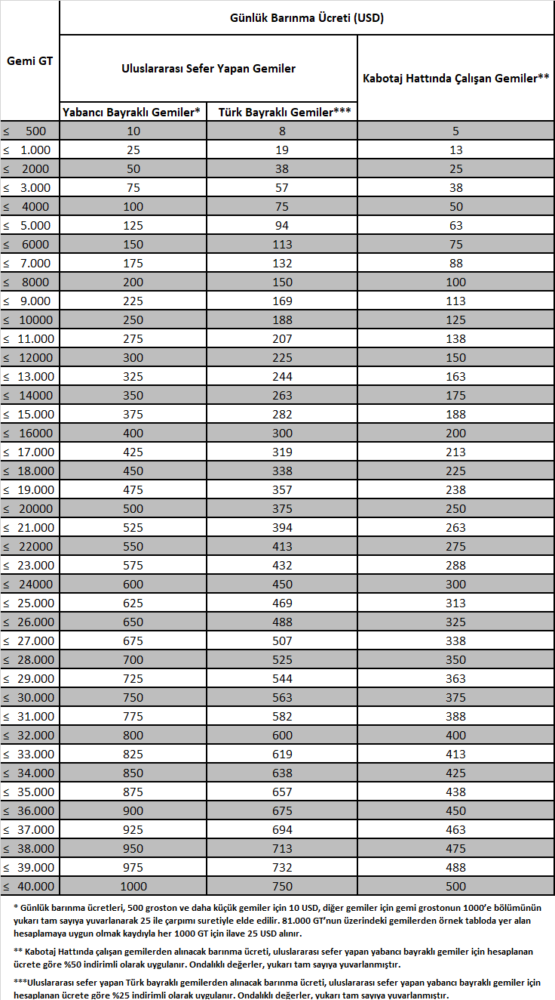 Günlük Barınma Ücreti (USD)
Gemi GT
Uluslararası Sefer Yapan Gemiler
Kabotaj Hattında Çalışan Gemiler**
Yabancı Bayraklı Gemiler* Türk Bayraklı Gemiler***
≤ 500 10 8 5
≤ 1.000 25 19 13
≤ 2000 50 38 25
≤ 3.000 75 57 38
≤ 4000 100 75 50
≤ 5.000 125 94 63
≤ 6000 150 113 75
≤ 7.000 175 132 88
≤ 8000 200 150 100
≤ 9.000 225 169 113
≤ 10000 250 188 125
≤ 11.000 275 207 138
≤ 12000 300 225 150
≤ 13.000 325 244 163
≤ 14000 350 263 175
≤ 15.000 375 282 188
≤ 16000 400 300 200
≤ 17.000 425 319 213
≤ 18.000 450 338 225
≤ 19.000 475 357 238
≤ 20000 500 375 250
≤ 21.000 525 394 263
≤ 22000 550 413 275
≤ 23.000 575 432 288
≤ 24000 600 450 300
≤ 25.000 625 469 313
≤ 26.000 650 488 325
≤ 27.000 675 507 338
≤ 28.000 700 525 350
≤ 29.000 725 544 363
≤ 30.000 750 563 375
≤ 31.000 775 582 388
≤ 32.000 800 600 400
≤ 33.000 825 619 413
≤ 34.000 850 638 425
≤ 35.000 875 657 438
≤ 36.000 900 675 450
≤ 37.000 925 694 463
≤ 38.000 950 713 475
≤ 39.000 975 732 488
≤ 40.000 1000 750 500
* Günlük barınma ücretleri, 500 groston ve daha küçük gemiler için 10 USD, diğer gemiler için gemi grostonun 1000’e bölümünün
yukarı tam sayıya yuvarlanarak 25 ile çarpımı suretiyle elde edilir. 81.000 GT’nun üzerindeki gemilerden örnek tabloda yer alan
hesaplamaya uygun olmak kaydıyla her 1000 GT için ilave 25 USD alınır.
** Kabotaj Hattında çalışan gemilerden alınacak barınma ücreti, uluslararası sefer yapan yabancı bayraklı gemiler için hesaplanan
ücrete göre %50 indirimli olarak uygulanır. Ondalıklı değerler, yukarı tam sayıya yuvarlanmıştır.
***Uluslararası sefer yapan Türk bayraklı gemilerden alınacak barınma ücreti, uluslararası sefer yapan yabancı bayraklı gemiler için
hesaplanan ücrete göre %25 indirimli olarak uygulanır. Ondalıklı değerler, yukarı tam sayıya yuvarlanmıştır.